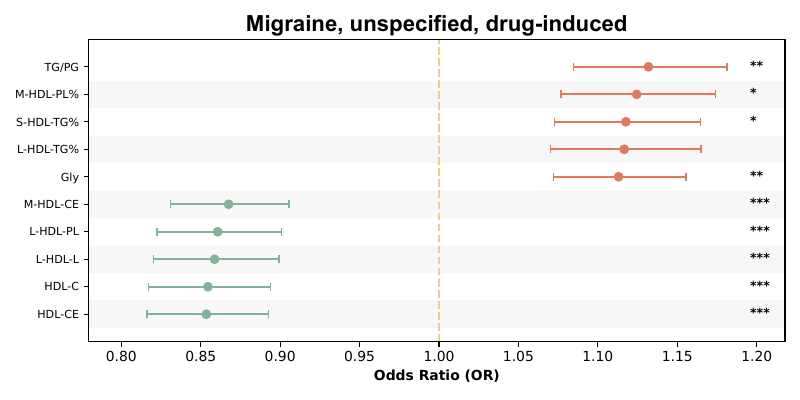 Migraine, unspecified, drug-induced
TG/PG **
M-HDL-PL% *
S-HDL-TG% *
L-HDL-TG%
Gly **
M-HDL-CE ***
L-HDL-PL ***
L-HDL-L ***
HDL-C ***
HDL-CE ***
0.80 0.85 0.90 0.95 1.00 1.05 1.10 1.15 1.20
Odds Ratio (OR)